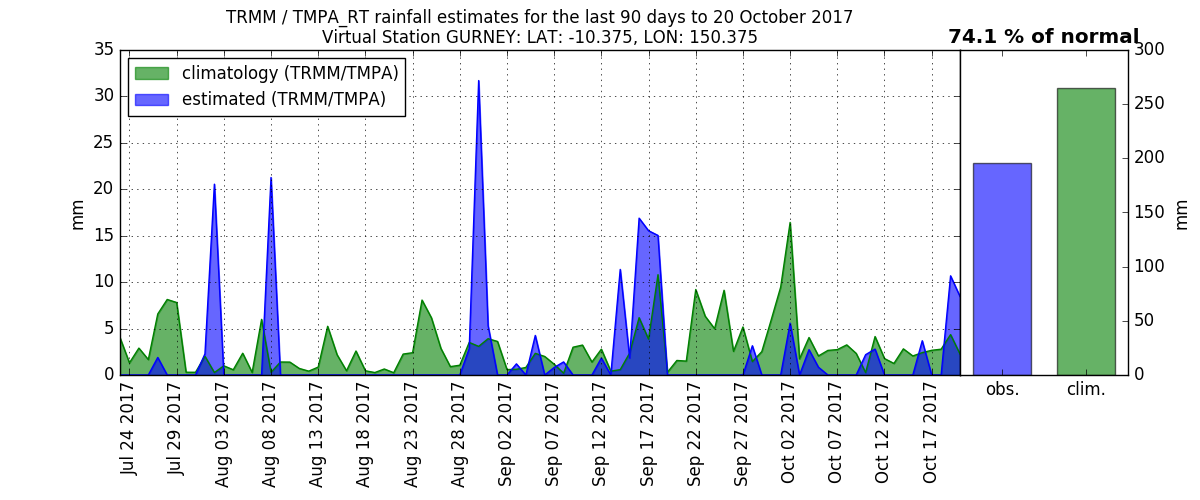 TRMM / TMPA_RT rainfall estimates for the last 90 days to 20 October 2017
Virtual Station GURNEY: LAT: -10.375, LON: 150.375
74.1 % of normal
climatology (TRMM/TMPA)
estimated (TRMM/TMPA)
35
30
25
20
15
10
5
0
mm
300
250
200
150
100
50
0
mm
Jul 24 2017
Jul 29 2017
Aug 03 2017
Aug 08 2017
Aug 13 2017
Aug 18 2017
Aug 23 2017
Aug 28 2017
Sep 02 2017
Sep 07 2017
Sep 12 2017
Sep 17 2017
Sep 22 2017
Sep 27 2017
Oct 02 2017
Oct 07 2017
Oct 12 2017
Oct 17 2017
obs.
clim.